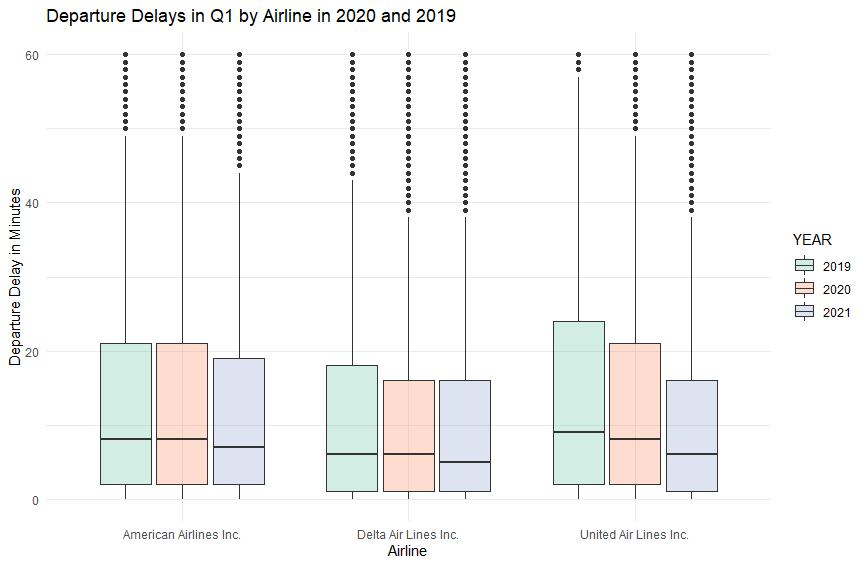 Departure Delays in Q1 by Airline in 2020 and 2019
Departure Delay in Minutes
60
40
20
0
American Airlines Inc.
Delta Air Lines Inc.
United Air Lines Inc.
Airline
YEAR
2019
2020
2021